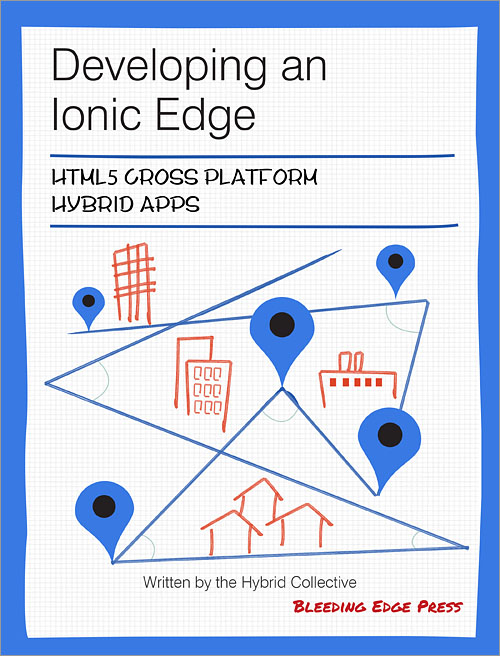 Developing an
Ionic Edge
HTML5 CROSS PLATFORM
HYBRID APPS
Written by the Hybrid Collective
Bleeding Edge Press